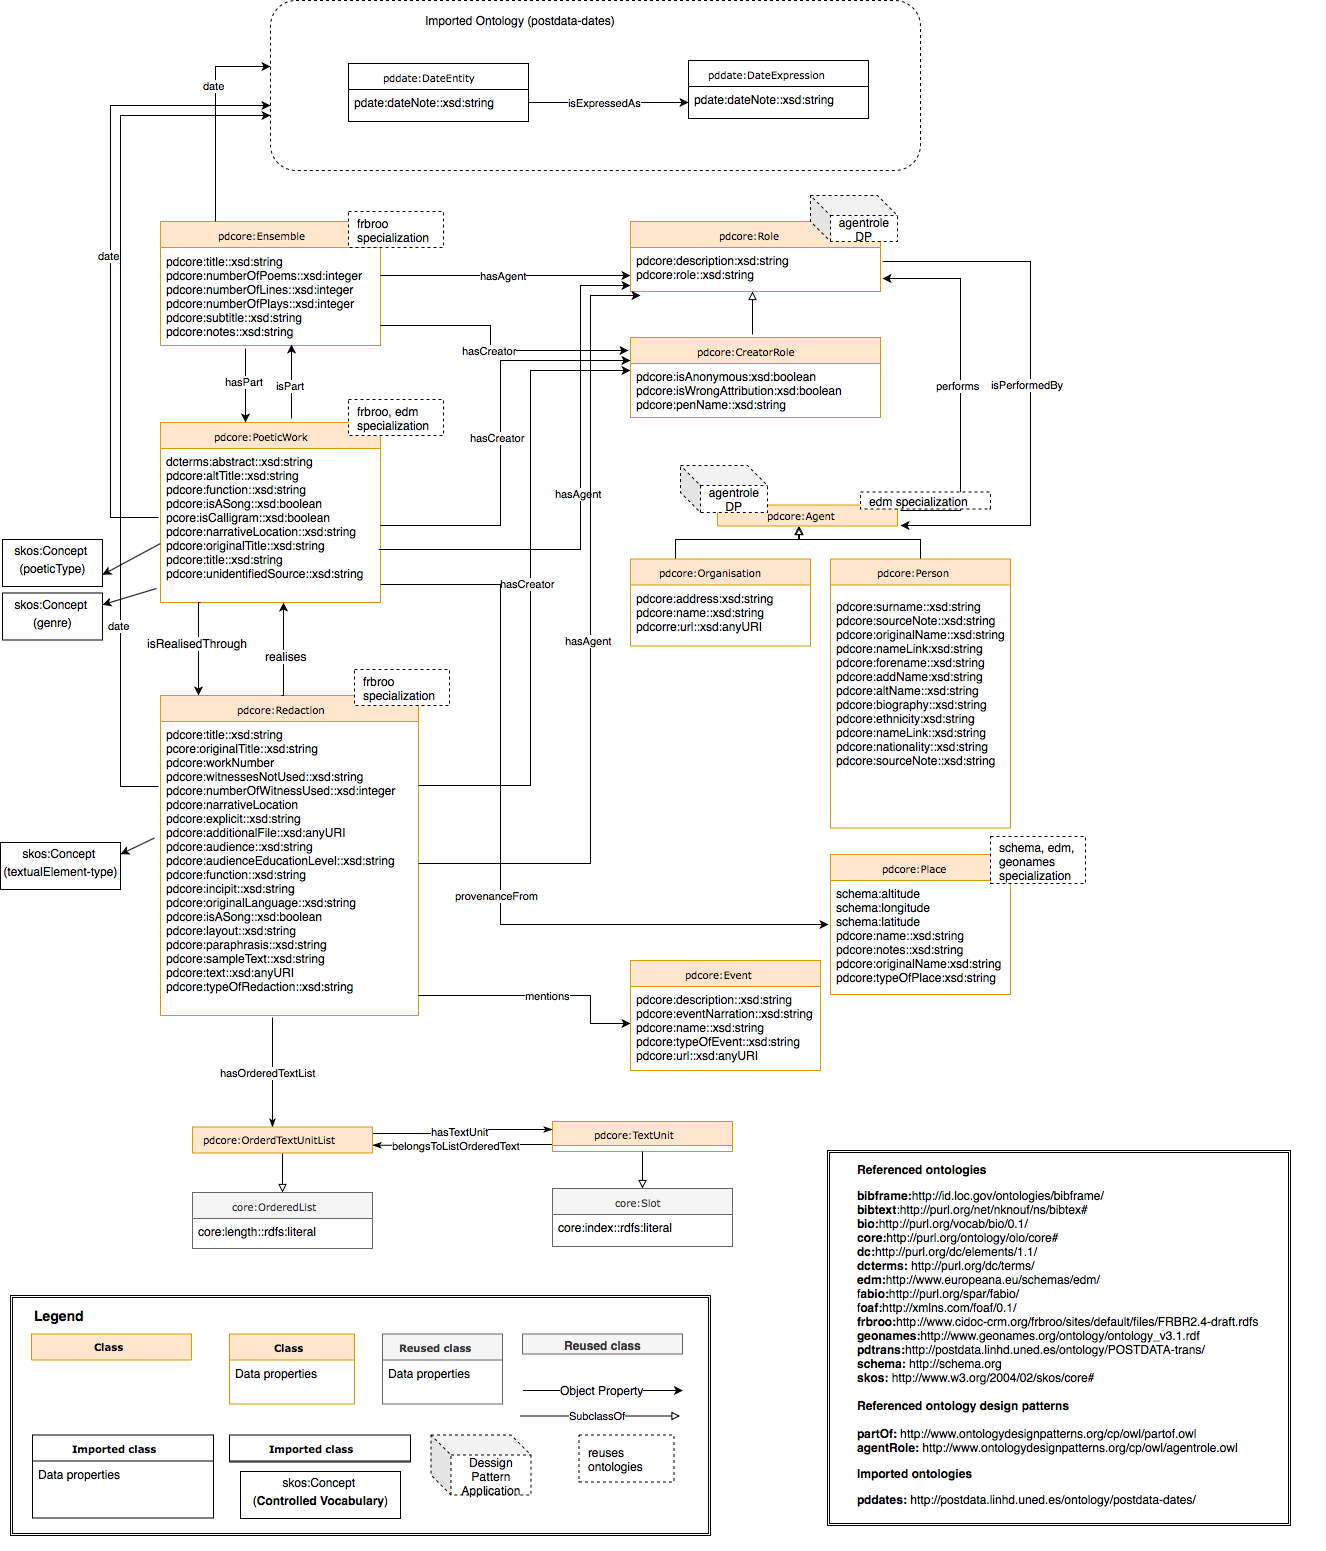 Imported Ontology (postdata-dates)
pddate:DateEntity
pdate:dateNote::xsd:string
isExpressedAs
pddate:DateExpression
pdate:dateNote::xsd:string
date
date
date
pdcore:Ensemble
frbroo
specialization
pdcore:title::xsd:string
pdcore:numberOfPoems::xsd:integer
pdcore:numberOfLines::xsd:integer
pdcore:numberOfPlays::xsd:integer
pdcore:subtitle::xsd:string
pdcore:notes::xsd:string
hasAgent
hasCreator
hasPart
isPart
pdcore:Role
agentrole
DP
pdcore:description:xsd:string
pdcore:role::xsd:string
pdcore:CreatorRole
pdcore:isAnonymous:xsd:boolean
pdcore:isWrongAttribution:xsd:boolean
pdcore:penName::xsd:string
performs
isPerformedBy
pdcore:PoeticWork
frbroo, edm
specialization
dcterms:abstract::xsd:string
pdcore:altTitle::xsd:string
pdcore:function::xsd:string
pdcore:isASong::xsd:boolean
pcore:isCalligram::xsd:boolean
pdcore:narrativeLocation::xsd:string
pdcore:originalTitle::xsd:string
pdcore:title::xsd:string
pdcore:unidentifiedSource::xsd:string
hasCreator
hasAgent
hasCreator
hasAgent
skos:Concept
(poeticType)
skos:Concept
(genre)
isRealisedThrough
realises
agentrole
DP
edm specialization
pdcore:Agent
pdcore:Organisation
pdcore:address:xsd:string
pdcore:name::xsd:string
pdcorre:url::xsd:anyURI
pdcore:Person
pdcore:surname::xsd:string
pdcore:sourceNote::xsd:string
pdcore:originalName::xsd:string
pdcore:nameLink:xsd:string
pdcore:forename::xsd:string
pdcore:addName:xsd:string
pdcore:altName::xsd:string
pdcore:biography::xsd:string
pdcore:ethnicity:xsd:string
pdcore:nameLink::xsd:string
pdcore:nationality::xsd:string
pdcore:sourceNote::xsd:string
pdcore:Redaction
frbroo
specialization
pdcore:title::xsd:string
pcore:originalTitle::xsd:string
pdcore:workNumber
pdcore:witnessesNotUsed::xsd:string
pdcore:numberOfWitnessUsed::xsd:integer
pdcore:narrativeLocation
pdcore:explicit::xsd:string
pdcore:additionalFile::xsd:anyURI
pdcore:audience::xsd:string
pdcore:audienceEducationLevel::xsd:string
pdcore:function::xsd:string
pdcore:incipit::xsd:string
pdcore:originalLanguage::xsd:string
pdcore:isASong::xsd:boolean
pdcore:layout::xsd:string
pdcore:paraphrasis::xsd:string
pdcore:sampleText::xsd:string
pdcore:text::xsd:anyURI
pdcore:typeOfRedaction::xsd:string
skos:Concept
(textualElement-type)
provenanceFrom
pdcore:Place
schema, edm,
geonames
specialization
schema:altitude
schema:longitude
schema:latitude
pdcore:name::xsd:string
pdcore:notes::xsd:string
pdcore:originalName:xsd:string
pdcore:typeOfPlace:xsd:string
mentions
pdcore:Event
pdcore:description::xsd:string
pdcore:eventNarration::xsd:string
pdcore:name::xsd:string
pdcore:typeOfEvent::xsd:string
pdcore:url::xsd:anyURI
hasOrderedTextList
pdcore:OrderdTextUnitList
hasTextUnit
belongsToListOrderedText
pdcore:TextUnit
core:OrderedList
core:length::rdfs:literal
core:Slot
core:index::rdfs:literal
Referenced ontologies
bibframe:http://id.loc.gov/ontologies/bibframe/
bibtext:http://purl.org/net/nknouf/ns/bibtex#
bio:http://purl.org/vocab/bio/0.1/
core:http://purl.org/ontology/olo/core#
dc:http://purl.org/dc/elements/1.1/
dcterms: http://purl.org/dc/terms/
edm:http://www.europeana.eu/schemas/edm/
fabio:http://purl.org/spar/fabio/
foaf:http://xmlns.com/foaf/0.1/
frbroo:http://www.cidoc-crm.org/frbroo/sites/default/files/FRBR2.4-draft.rdfs
geonames:http://www.geonames.org/ontology/ontology_v3.1.rdf
pdtrans:http://postdata.linhd.uned.es/ontology/POSTDATA-trans/
schema: http://schema.org
skos: http://www.w3.org/2004/02/skos/core#
Referenced ontology design patterns
partOf: http://www.ontologydesignpatterns.org/cp/owl/partof.owl
agentRole: http://www.ontologydesignpatterns.org/cp/owl/agentrole.owl
Imported ontologies
pddates: http://postdata.linhd.uned.es/ontology/postdata-dates/
Legend
Class
Class
Data properties
Reused class
Data properties
Reused class
Object Property
SubclassOf
Imported class
Data properties
Imported class
skos:Concept
(Controlled Vocabulary)
Dessign
Pattern
Application
reuses
ontologies